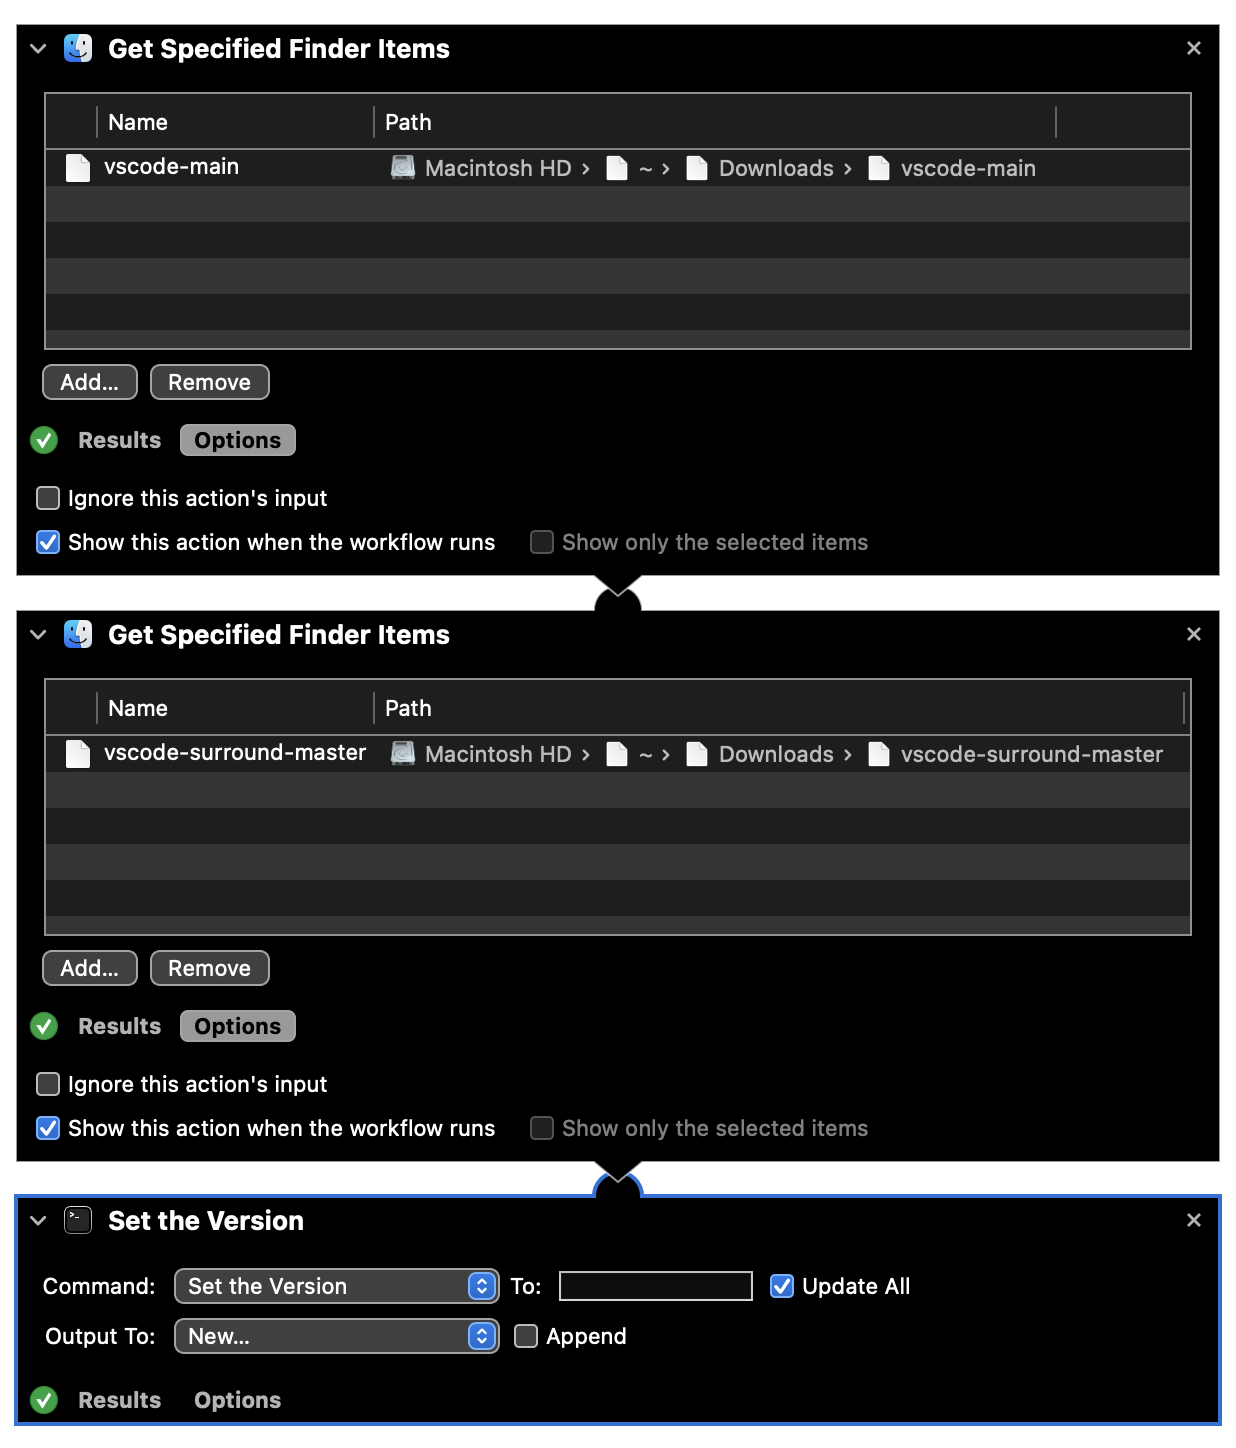 Get Specified Finder Items
Name Path
vscode-main Macintosh HD › ~ › Downloads › vscode-main
Add... Remove
Results Options
Ignore this action's input
Show this action when the workflow runs Show only the selected items
Get Specified Finder Items
Name Path
vscode-surround-master Macintosh HD › ~ › Downloads › vscode-surround-master
Add... Remove
Results Options
Ignore this action's input
Show this action when the workflow runs Show only the selected items
Set the Version
Command: Set the Version To: Update All
Output To: New... Append
Results Options